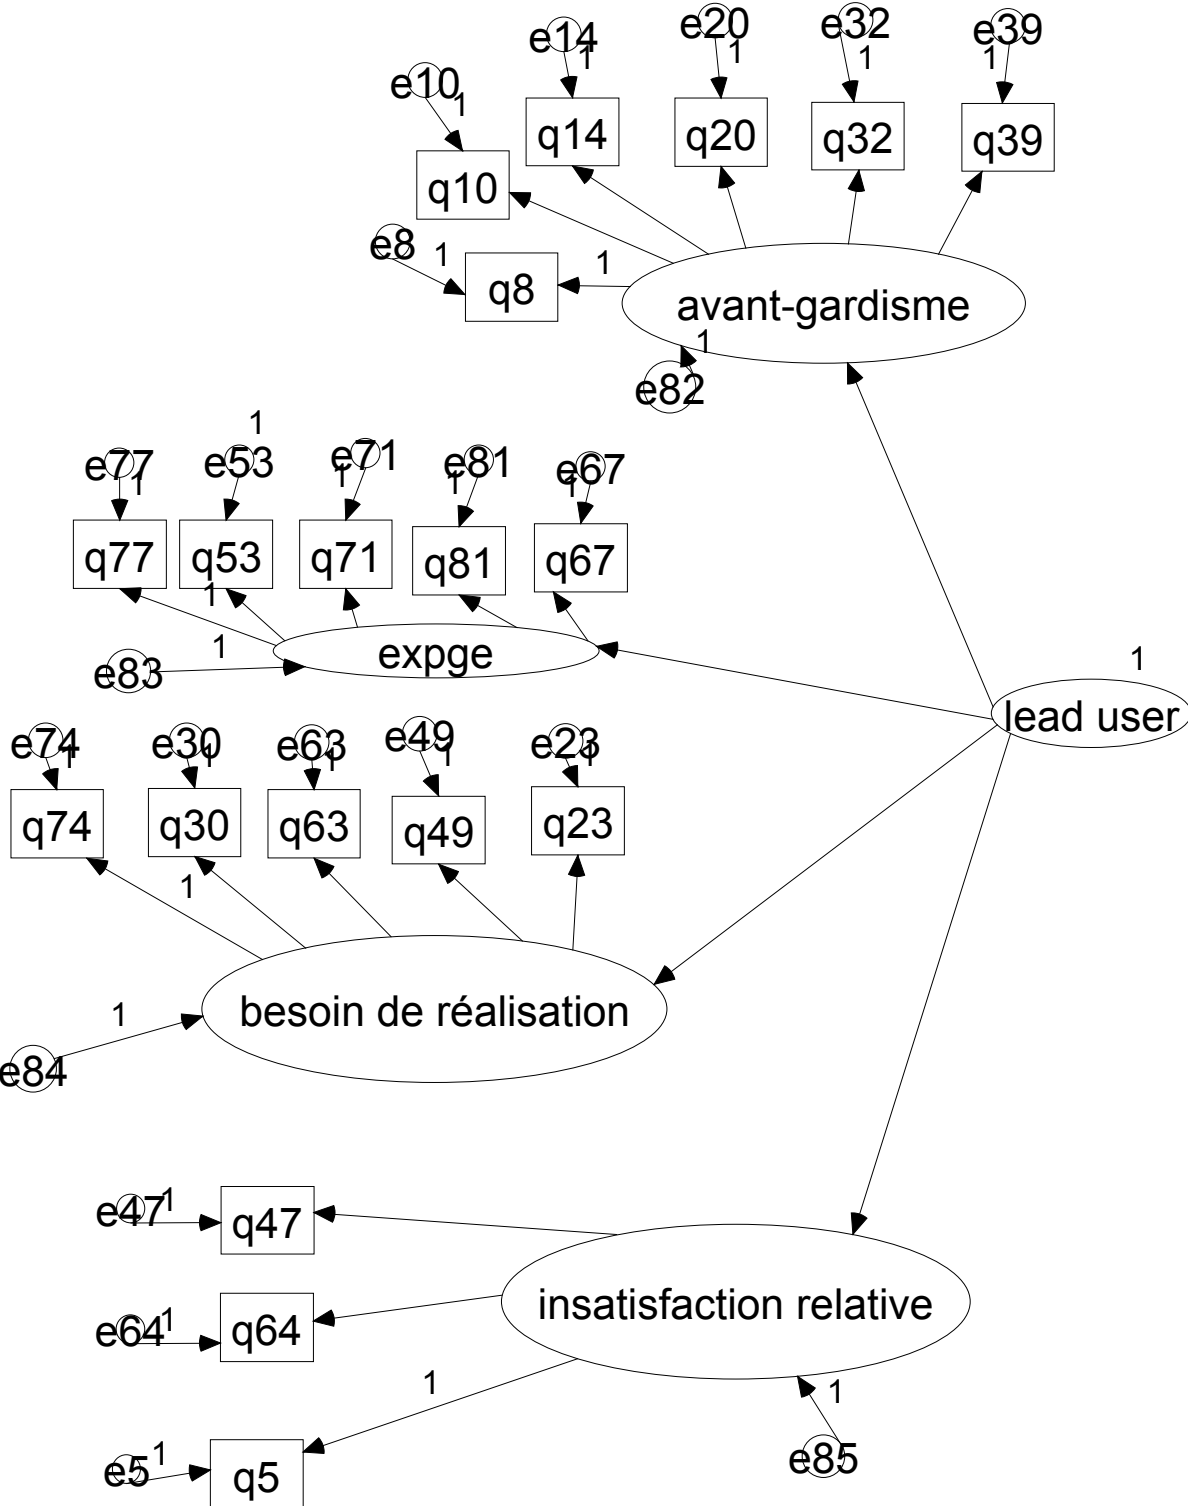 e14
e20
e32
e39
1
1
1
1
e10
1
q14
q20
q32
q39
q10
e8
1
1
q8
avant-gardisme
1
e82
1
e77
e53
e71
e81
e67
1
1
1
1
q77
q53
q71
q81
q67
1
1
expge
e83
1
lead user
e74
e30
e63
e49
e23
1
1
1
1
1
q74
q30
q63
q49
q23
1
besoin de réalisation
1
e84
e47
1
q47
e64
1
q64
insatisfaction relative
1
1
e5
1
q5
e85